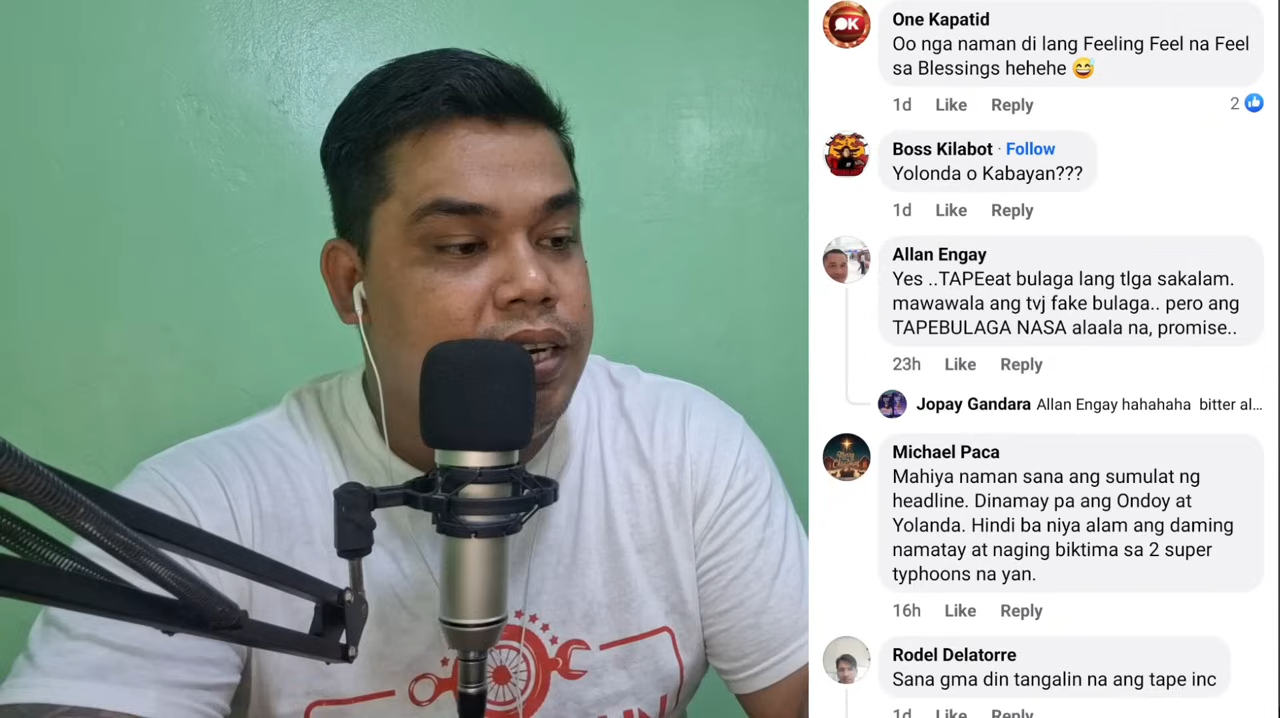 One Kapatid
Oo nga naman di lang Feeling Feel na Feel
sa Blessings hehehe 😅
1d Like Reply 2
Boss Kilabot · Follow
Yolonda o Kabayan???
1d Like Reply
Allan Engay
Yes ..TAPEeat bulaga lang tlga sakalam.
mawawala ang tvj fake bulaga.. pero ang
TAPEBULAGA NASA alaala na, promise..
23h Like Reply
Jopay Gandara Allan Engay hahahaha bitter al...
Michael Paca
Mahiya naman sana ang sumulat ng
headline. Dinamay pa ang Ondoy at
Yolanda. Hindi ba niya alam ang daming
namatay at naging biktima sa 2 super
typhoons na yan.
16h Like Reply
Rodel Delatorre
Sana gma din tangalin na ang tape inc
1d Like Reply
OK